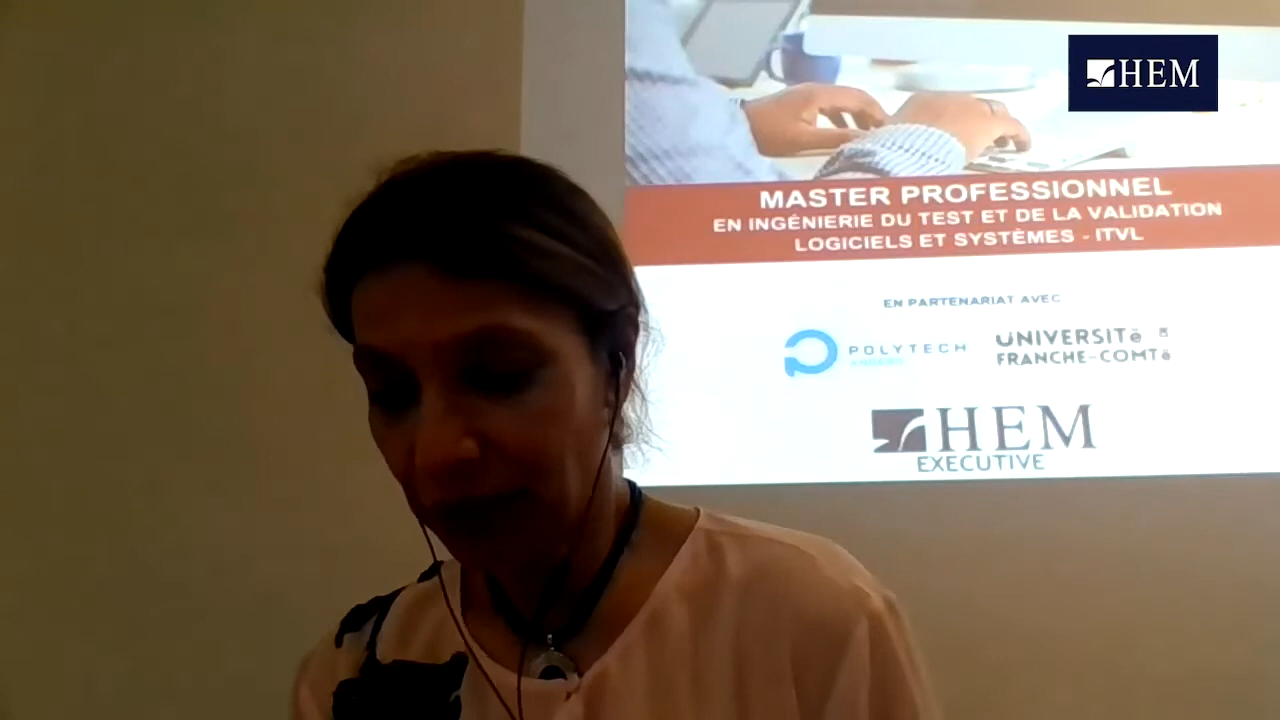 HEM
MASTER PROFESSIONNEL
EN INGÉNIERIE DU TEST ET DE LA VALIDATION
LOGICIELS ET SYSTÈMES - ITVL
EN PARTENARIAT AVEC
POLYTECH
UNIVERSITÉ
FRANCHE-COMTÉ
HEM
EXECUTIVE